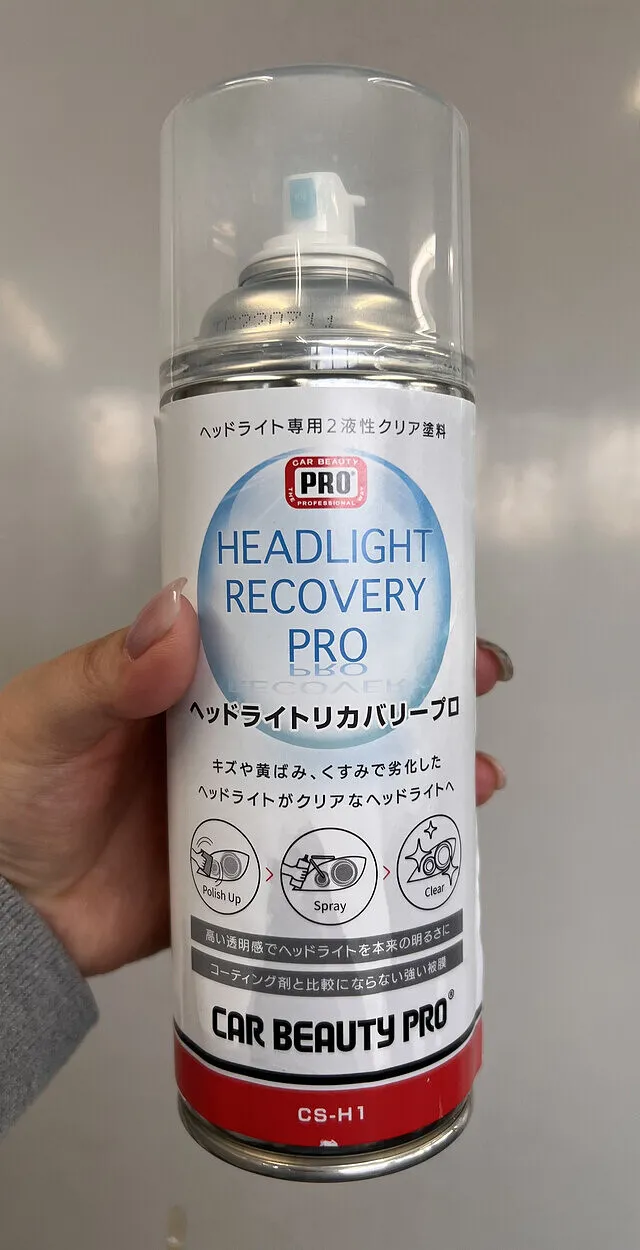 ヘッドライト専用2液性クリア塗料
CAR BEAUTY
PRO®
THE PROFESSIONAL WAY
HEADLIGHT
RECOVERY
PRO
ヘッドライトリカバリープロ
キズや黄ばみ、くすみで劣化した
ヘッドライトがクリアなヘッドライトへ
Polish Up
Spray
Clear
高い透明感でヘッドライトを本来の明るさに
コーティング剤と比較にならない強い被膜
CAR BEAUTY PRO®
CS-H1